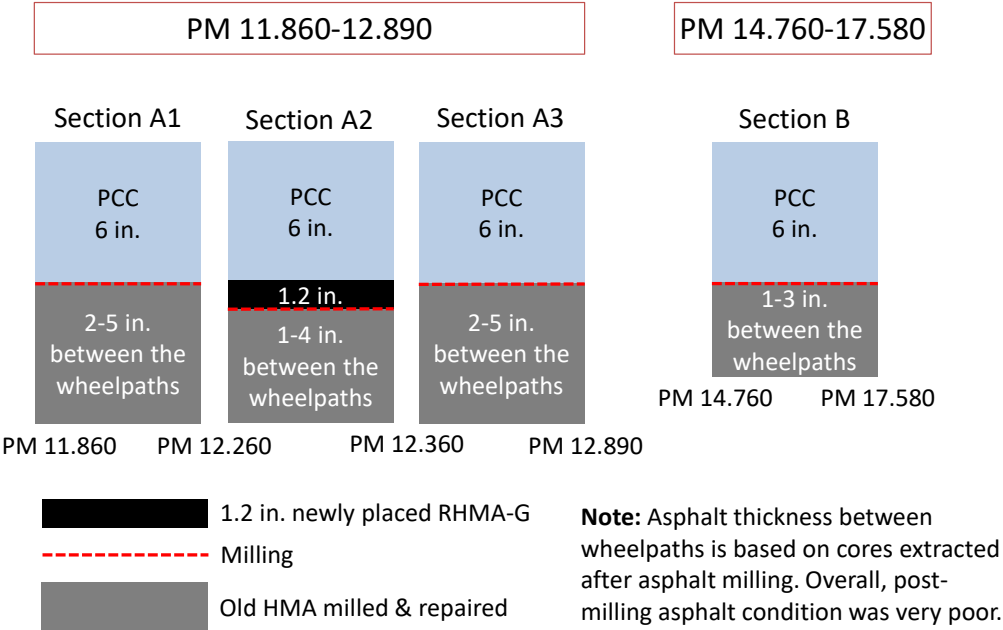 PM 11.860-12.890
PM 14.760-17.580
Section A1
Section A2
Section A3
Section B
PCC
6 in.
PCC
6 in.
PCC
6 in.
PCC
6 in.
2-5 in.
between the
wheelpaths
1.2 in.
1-4 in.
between the
wheelpaths
2-5 in.
between the
wheelpaths
1-3 in.
between the
wheelpaths
PM 11.860
PM 12.260
PM 12.360
PM 12.890
PM 14.760
PM 17.580
1.2 in. newly placed RHMA-G
Milling
Old HMA milled & repaired
Note: Asphalt thickness between
wheelpaths is based on cores extracted
after asphalt milling. Overall, post-
milling asphalt condition was very poor.